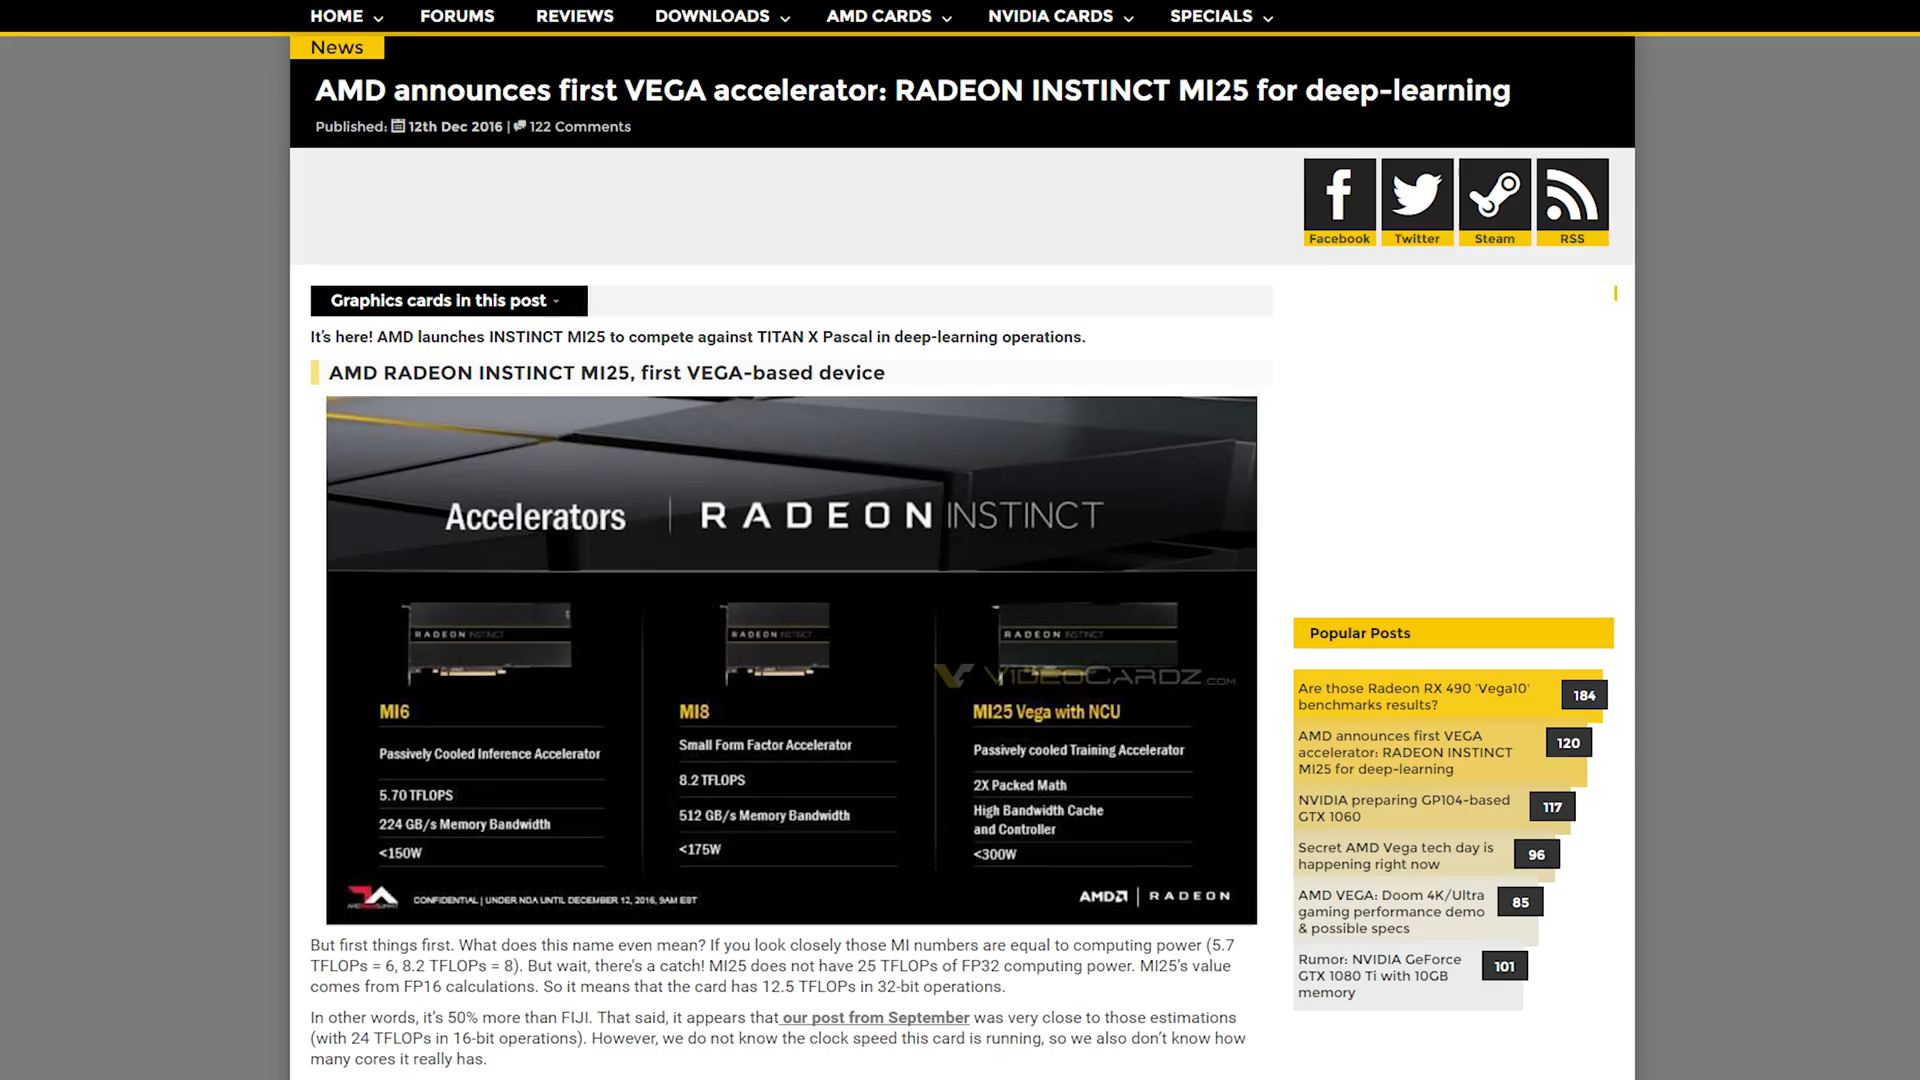 HOME
FORUMS
REVIEWS
DOWNLOADS
AMD CARDS
NVIDIA CARDS
SPECIALS
News
AMD announces first VEGA accelerator: RADEON INSTINCT MI25 for deep-learning
Published: 12th Dec 2016 | 122 Comments
Facebook
Twitter
Steam
RSS
Graphics cards in this post -
It's here! AMD launches INSTINCT MI25 to compete against TITAN X Pascal in deep-learning operations.
AMD RADEON INSTINCT MI25, first VEGA-based device
Accelerators | RADEON INSTINCT
RADEON INSTINCT
RADEON INSTINCT
RADEON INSTINCT
VIDEOCARDZ.COM
MI6
Passively Cooled Inference Accelerator
5.70 TFLOPS
224 GB/s Memory Bandwidth
<150W
MI8
Small Form Factor Accelerator
8.2 TFLOPS
512 GB/s Memory Bandwidth
<175W
MI25 Vega with NCU
Passively cooled Training Accelerator
2X Packed Math
High Bandwidth Cache
and Controller
<300W
CONFIDENTIAL | UNDER NDA UNTIL DECEMBER 12, 2016, 9AM EST
AMD | RADEON
But first things first. What does this name even mean? If you look closely those MI numbers are equal to computing power (5.7
TFLOPs = 6, 8.2 TFLOPs = 8). But wait, there's a catch! MI25 does not have 25 TFLOPs of FP32 computing power. MI25's value
comes from FP16 calculations. So it means that the card has 12.5 TFLOPs in 32-bit operations.
In other words, it's 50% more than FIJI. That said, it appears that our post from September was very close to those estimations
(with 24 TFLOPs in 16-bit operations). However, we do not know the clock speed this card is running, so we also don't know how
many cores it really has.
Popular Posts
Are those Radeon RX 490 'Vega10'
benchmarks results?
184
AMD announces first VEGA
accelerator: RADEON INSTINCT
MI25 for deep-learning
120
NVIDIA preparing GP104-based
GTX 1060
117
Secret AMD Vega tech day is
happening right now
96
AMD VEGA: Doom 4K/Ultra
gaming performance demo
& possible specs
85
Rumor: NVIDIA GeForce
GTX 1080 Ti with 10GB
memory
101